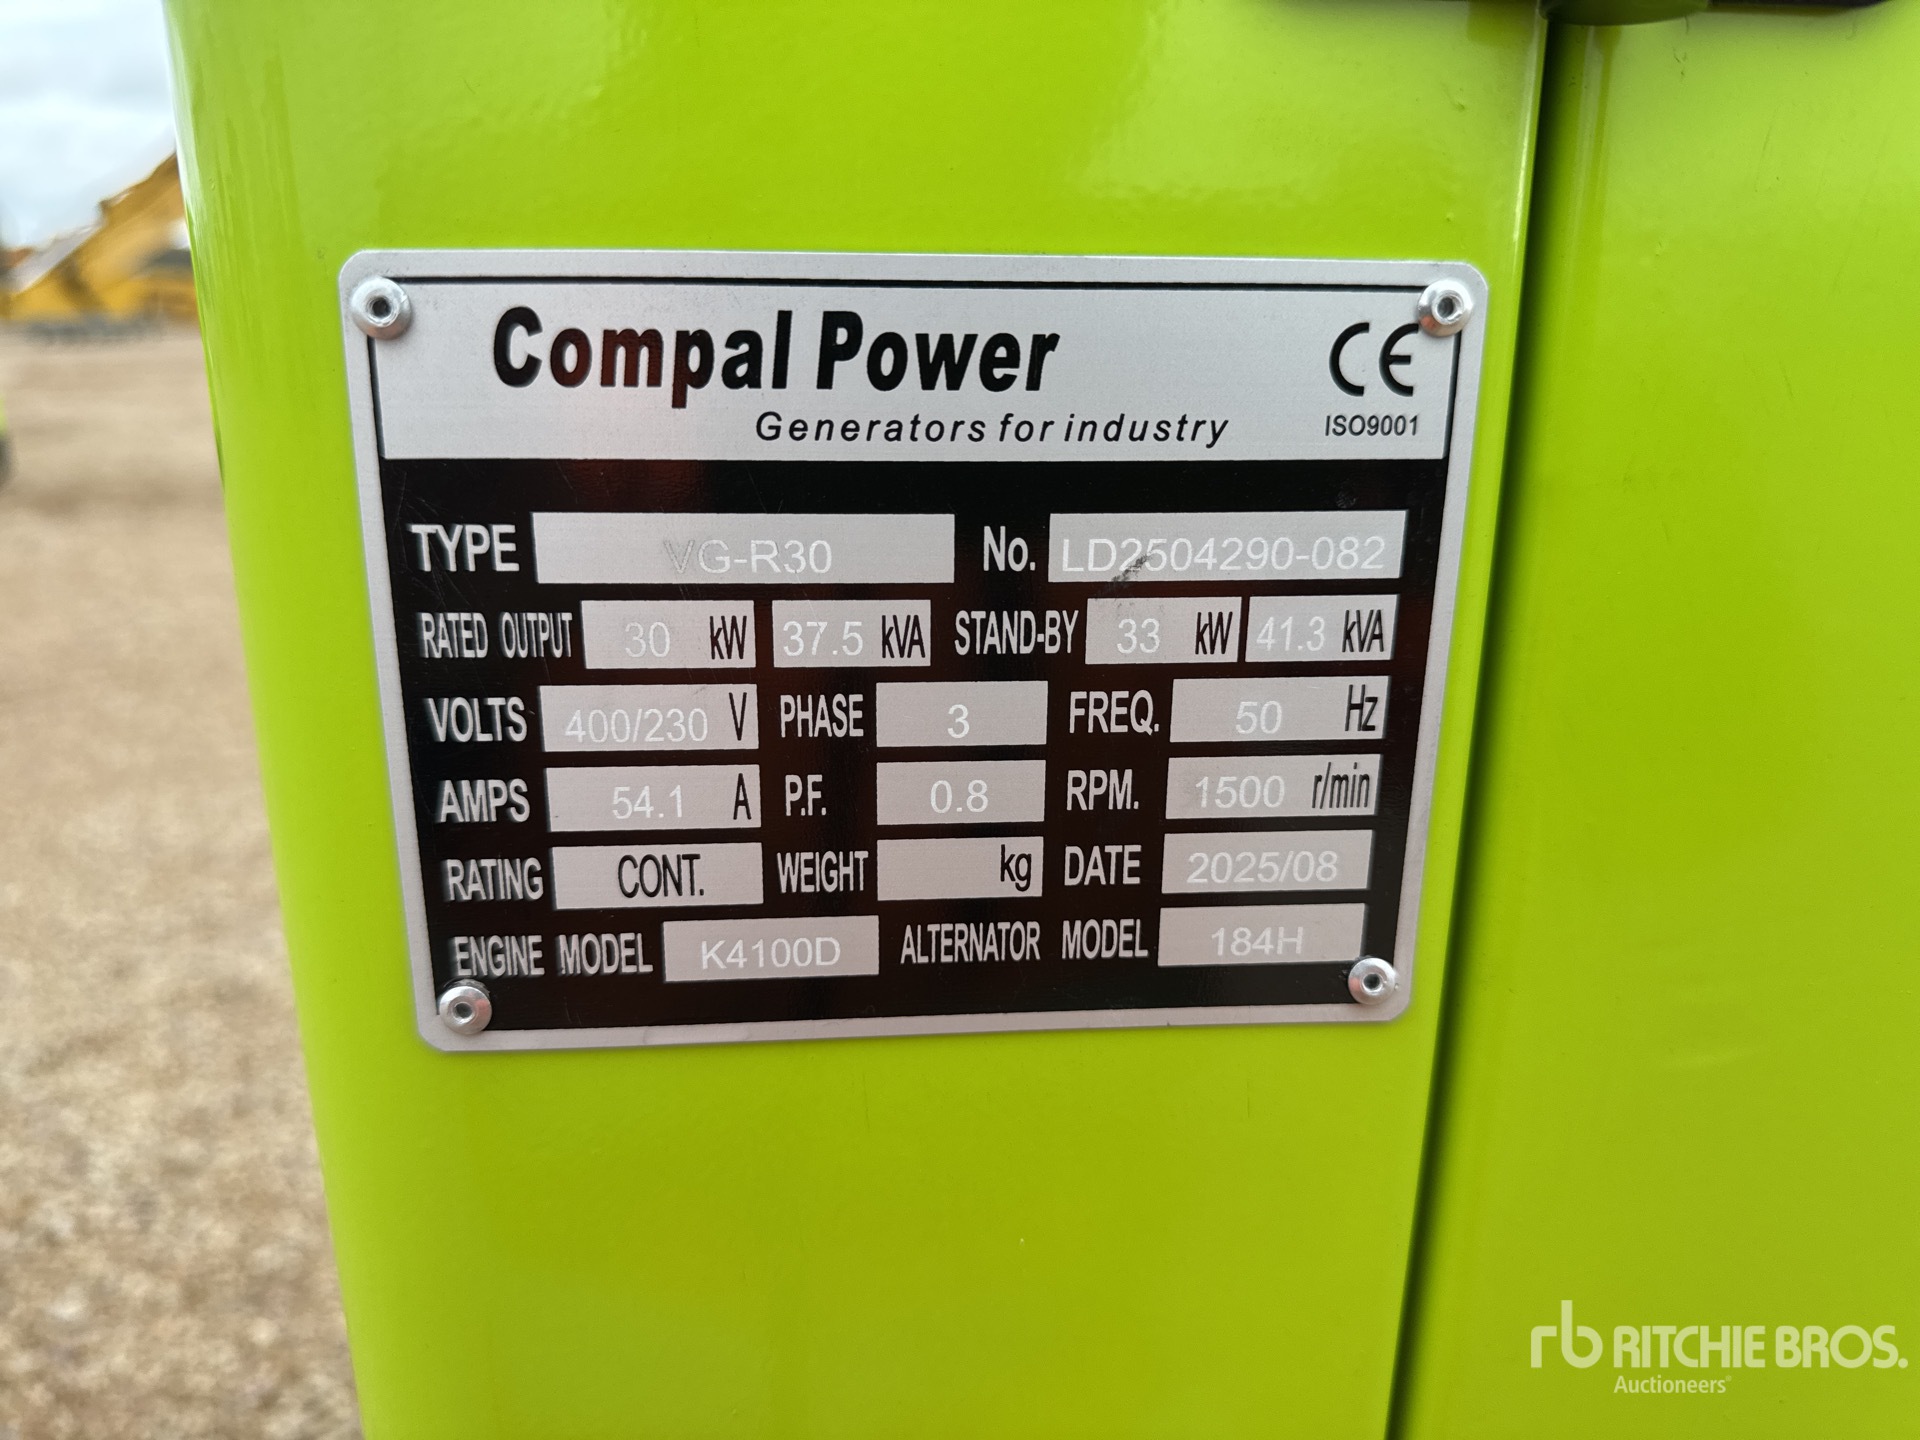 Compal Power
Generators for industry
CE
ISO9001
TYPE VG-R30 No. LD2504290-082
RATED OUTPUT 30 kW 37.5 kVA STAND-BY 33 kW 41.3 kVA
VOLTS 400/230 V PHASE 3 FREQ. 50 Hz
AMPS 54.1 A P.F. 0.8 RPM. 1500 r/min
RATING CONT. WEIGHT kg DATE 2025/08
ENGINE MODEL K4100D ALTERNATOR MODEL 184H
rb RITCHIE BROS.
Auctioneers